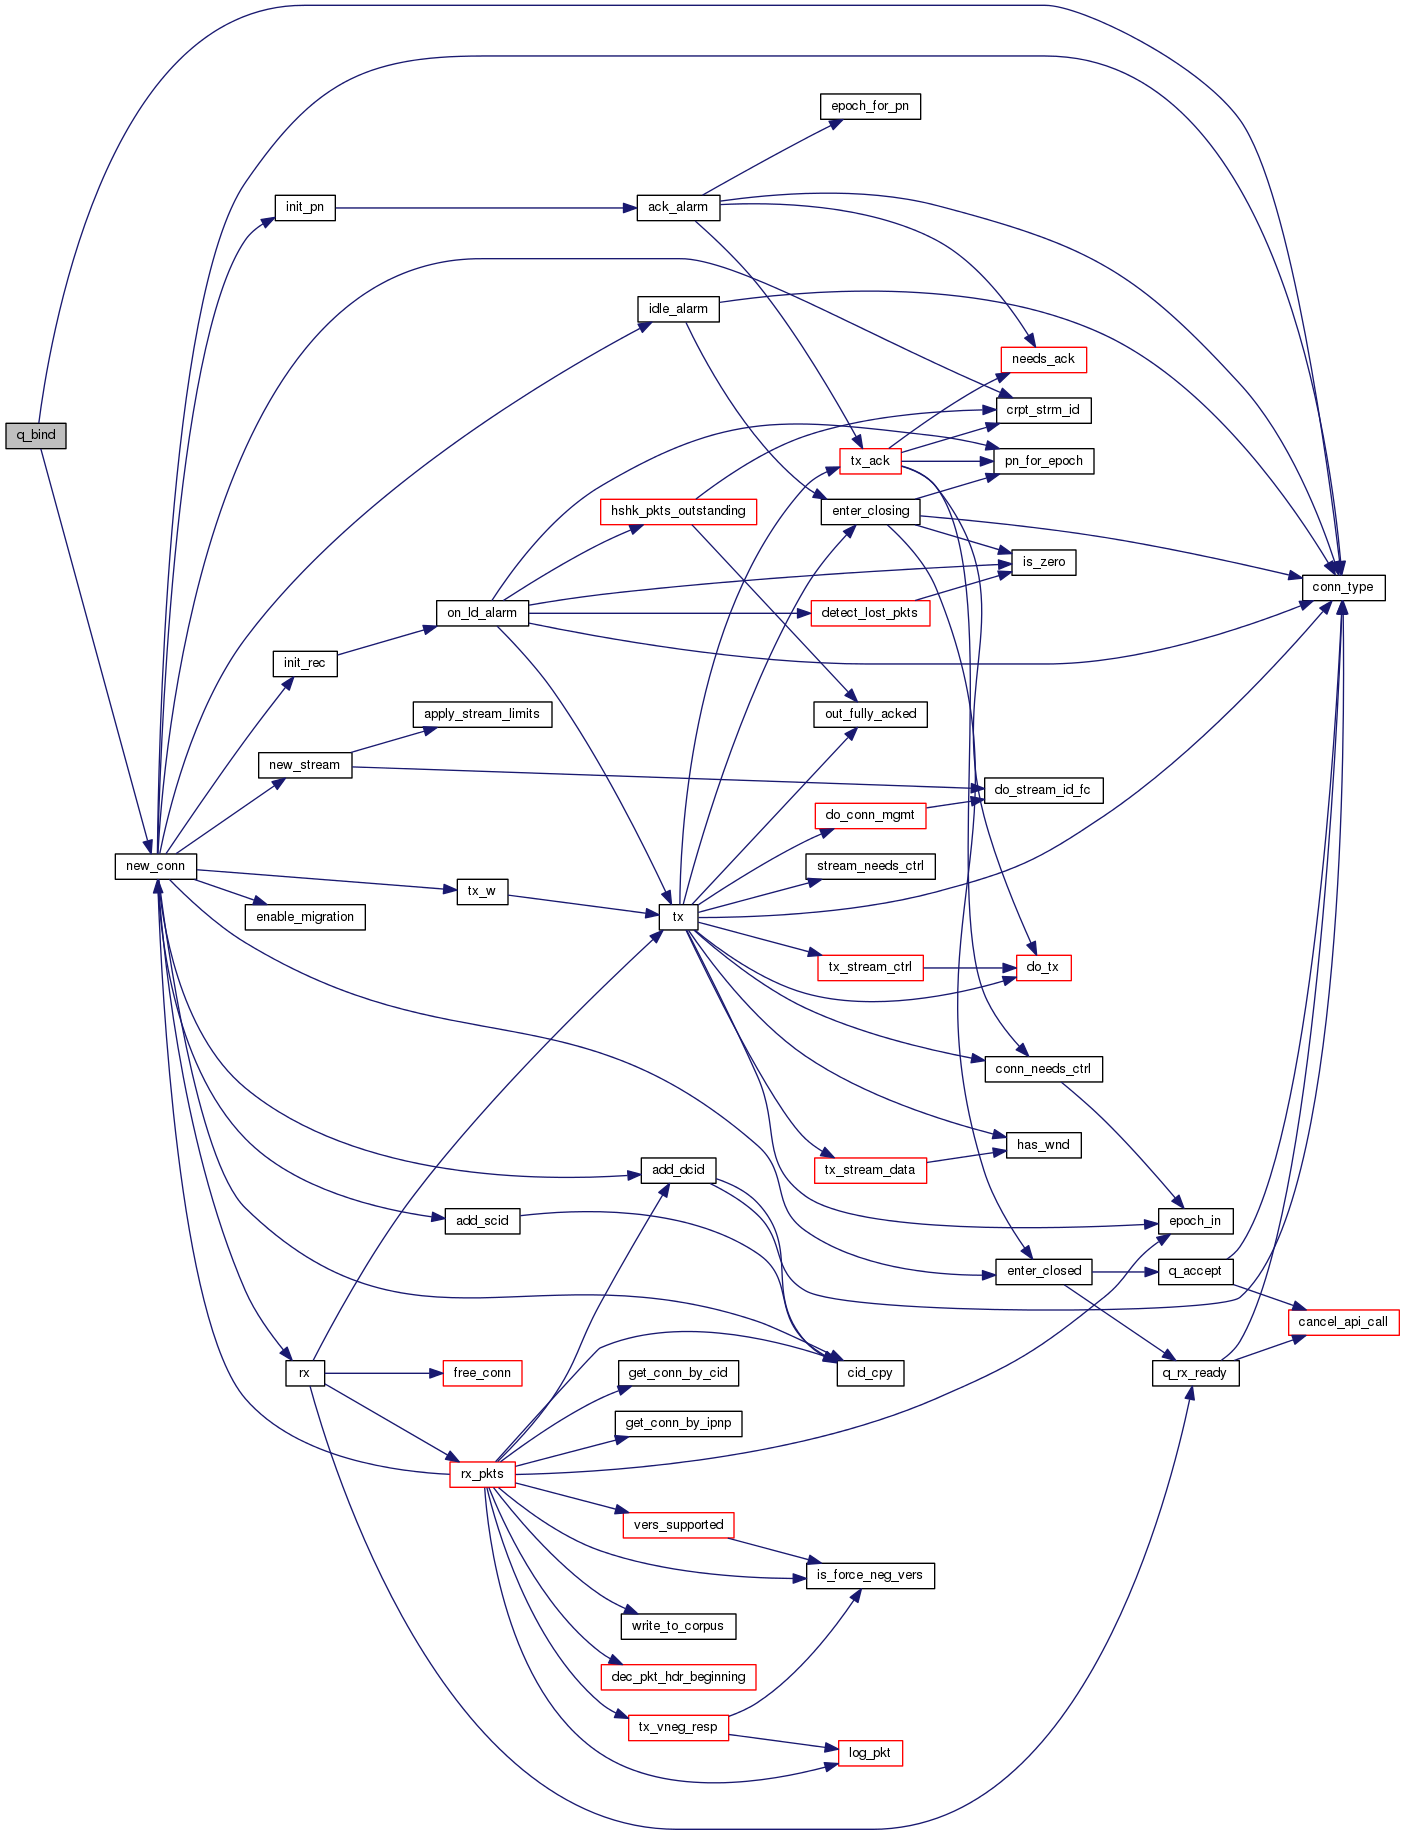 epoch_for_pn
init_pn
ack_alarm
idle_alarm
needs_ack
crpt_strm_id
q_bind
tx_ack
pn_for_epoch
hshk_pkts_outstanding
enter_closing
is_zero
conn_type
on_ld_alarm
detect_lost_pkts
init_rec
apply_stream_limits
out_fully_acked
new_stream
do_stream_id_fc
do_conn_mgmt
new_conn
stream_needs_ctrl
tx_w
enable_migration
tx
tx_stream_ctrl
do_tx
conn_needs_ctrl
has_wnd
add_dcid
tx_stream_data
add_scid
epoch_in
enter_closed
q_accept
cancel_api_call
rx
free_conn
get_conn_by_cid
cid_cpy
q_rx_ready
get_conn_by_ipnp
rx_pkts
vers_supported
is_force_neg_vers
write_to_corpus
dec_pkt_hdr_beginning
tx_vneg_resp
log_pkt